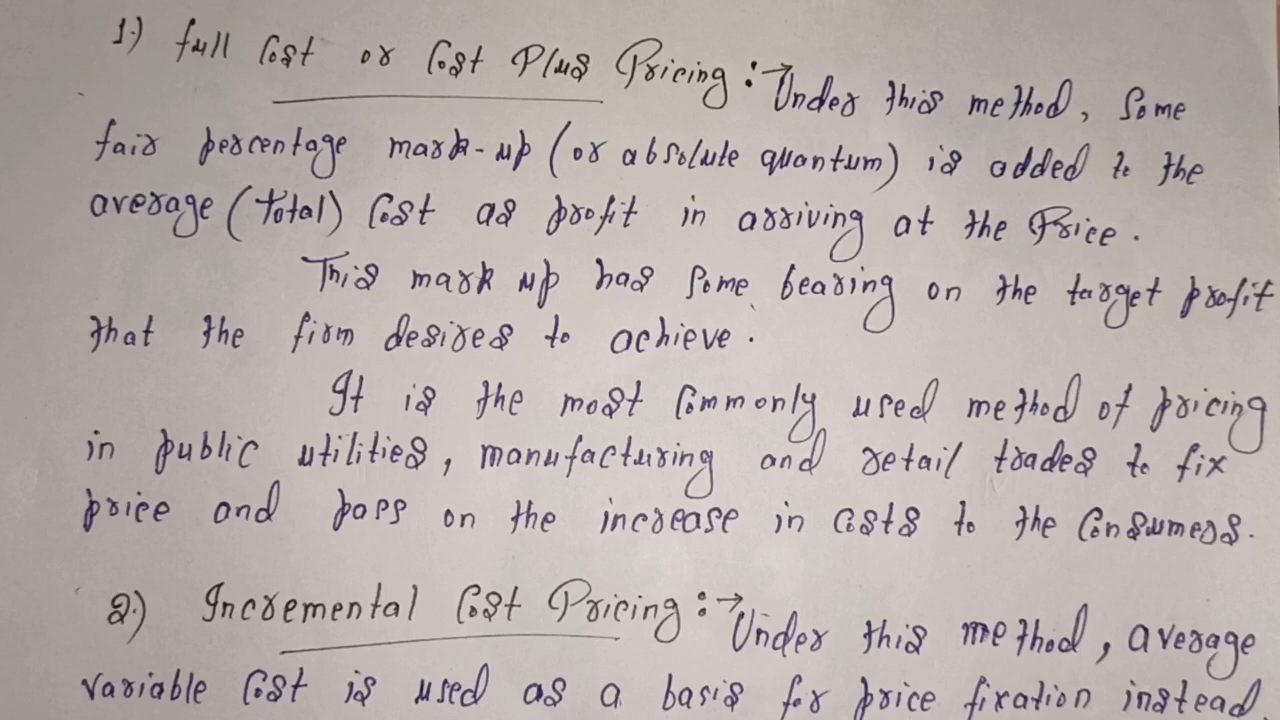 1.) Full Cost or Cost Plus Pricing :→ Under this method, Some
fair percentage mark-up (or absolute quantum) is added to the
average (Total) Cost as profit in arriving at the Price.
This mark up has some bearing on the target profit
that the firm desires to achieve.
It is the most Commonly used method of pricing
in public utilities, manufacturing and retail trades to fix
price and pass on the increase in Costs to the Consumers.
2.) Incremental Cost Pricing :→ Under this method, average
variable Cost is used as a basis for price fixation instead